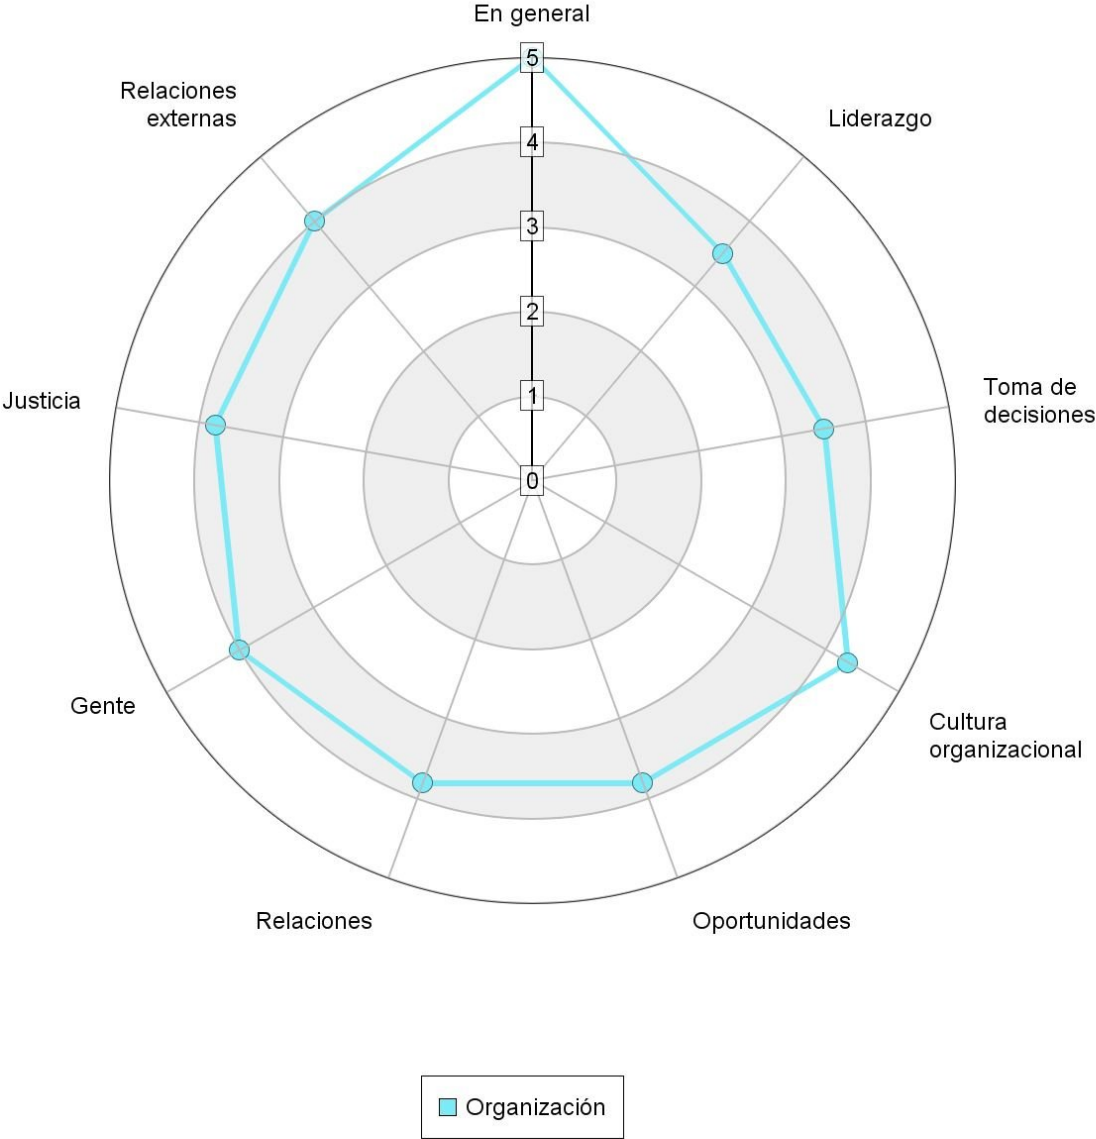 En general
Relaciones
externas
Liderazgo
5
4
3
2
1
0
Justicia
Toma de
decisiones
Gente
Cultura
organizacional
Relaciones
Oportunidades
Organización